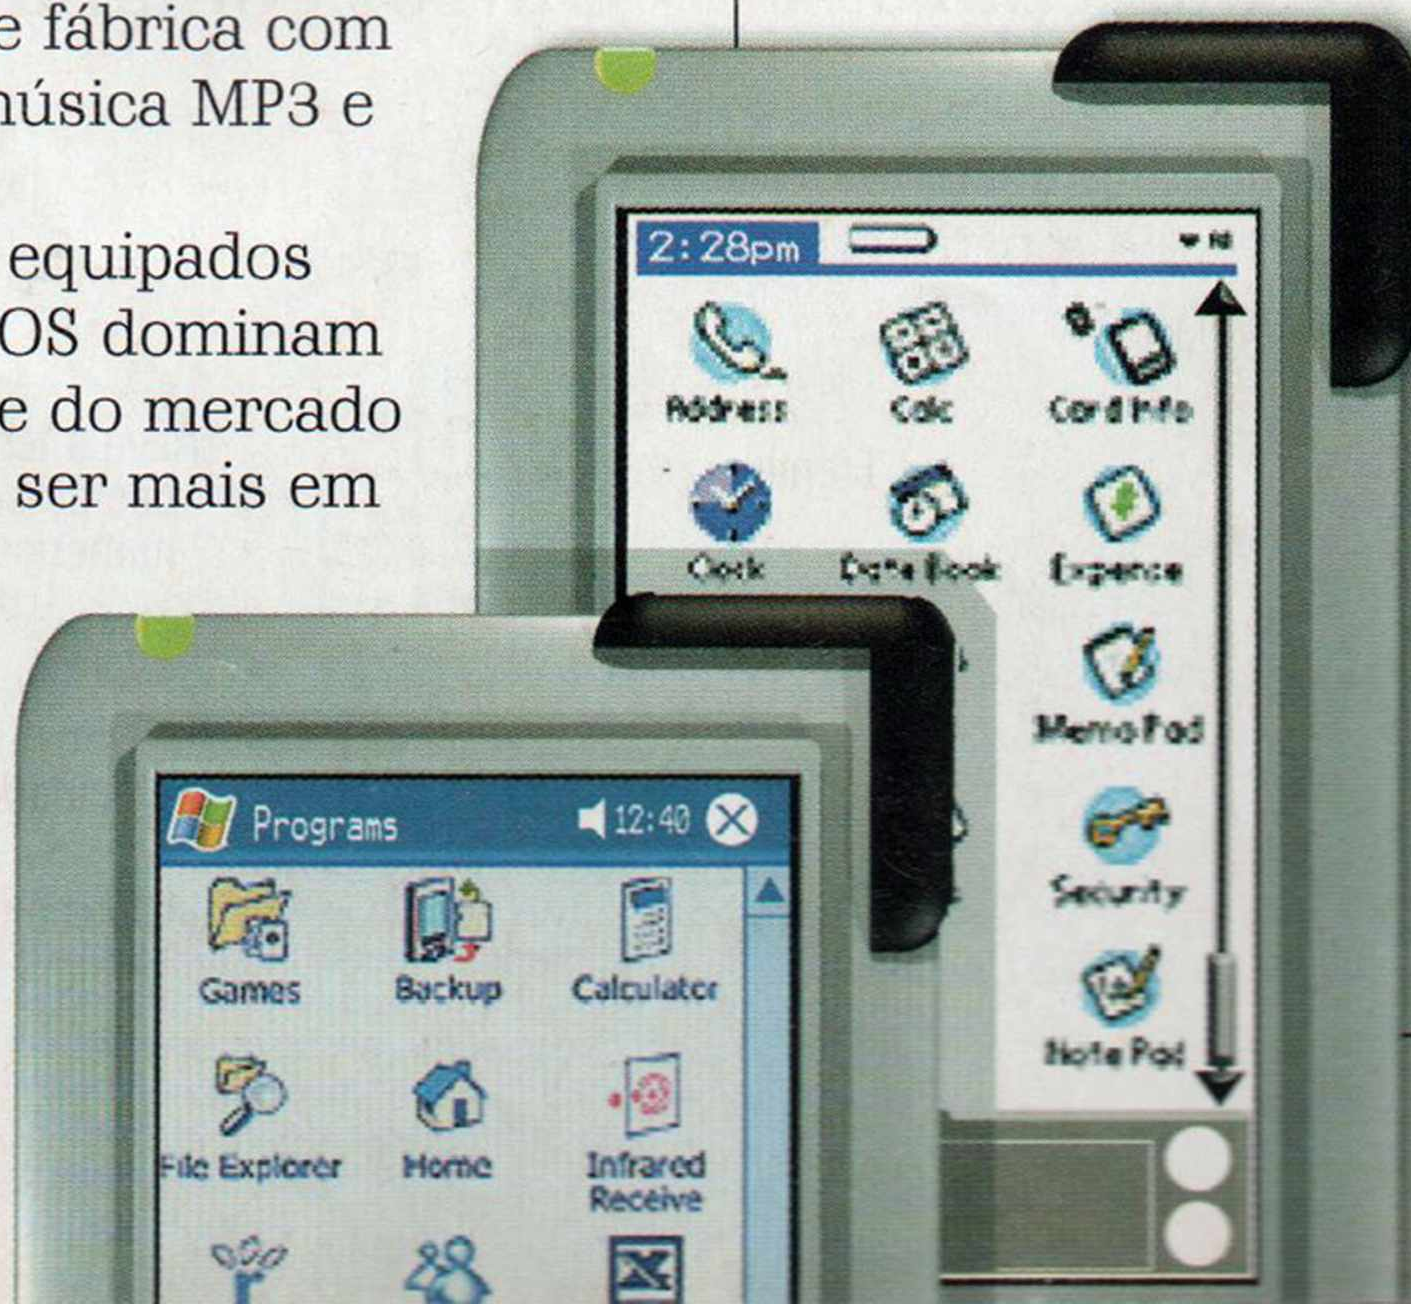 e fábrica com
música MP3 e
equipados
OS dominam
e do mercado
ser mais em
2:28pm
Address Calc Card Info
Clock Date Book Expense
Memo Pad
Security
Note Pad
Programs 12:40
Games Backup Calculator
File Explorer Home Infrared
Receive